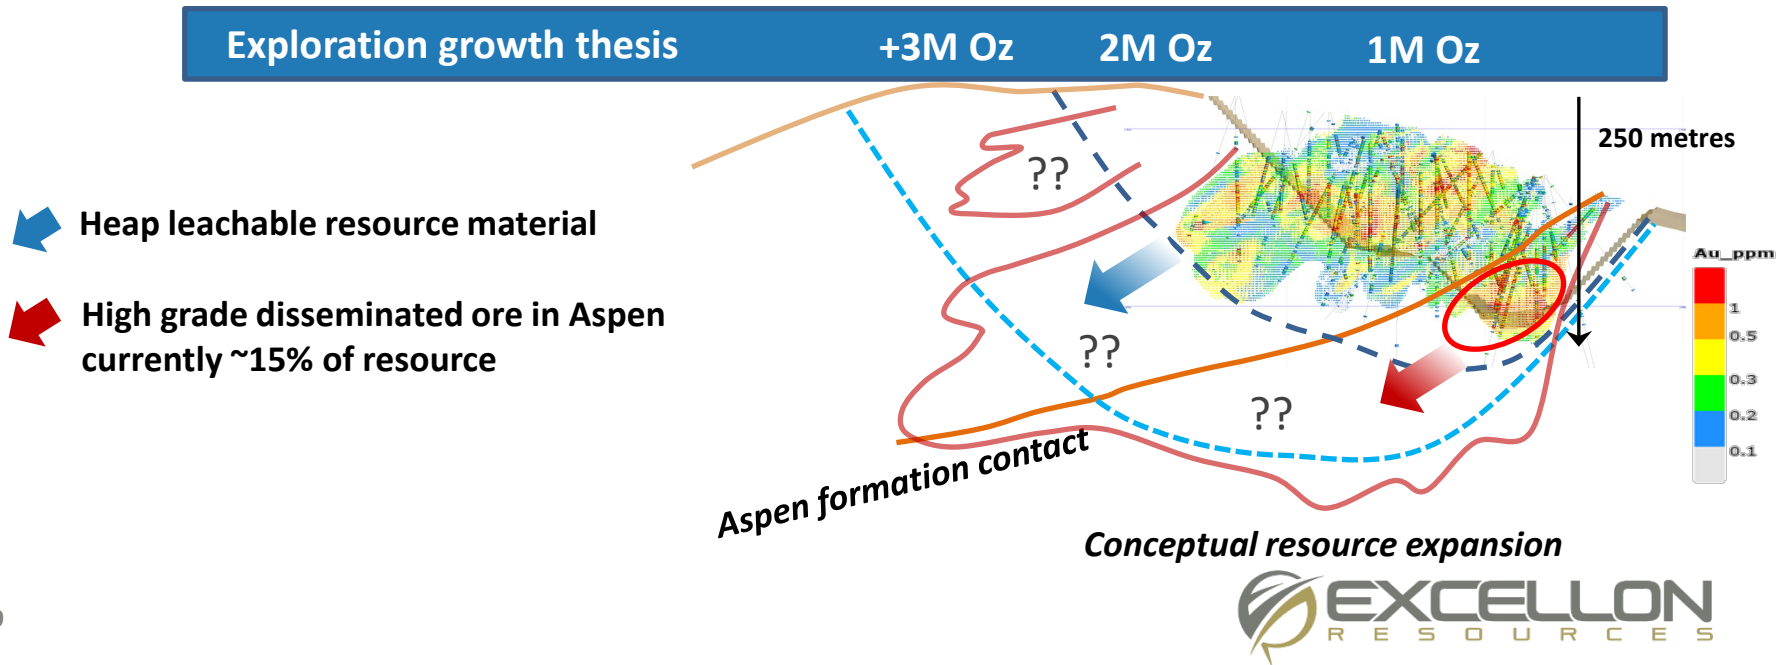 Exploration growth thesis +3M Oz 2M Oz 1M Oz
250 metres
??
Heap leachable resource material
High grade disseminated ore in Aspen
currently ~15% of resource
??
??
Au_ppm
1
0.5
0.3
0.2
0.1
Aspen formation contact
Conceptual resource expansion
EXCELLON
RESOURCES